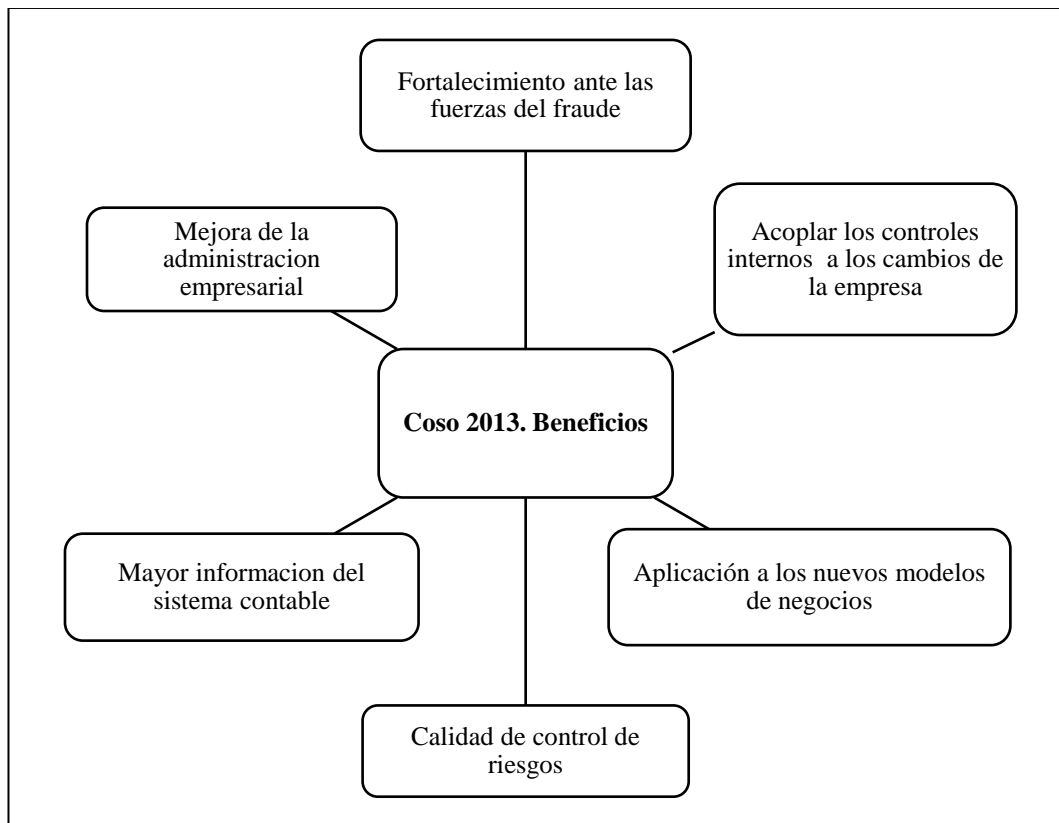 Fortalecimiento ante las
fuerzas del fraude
Mejora de la
administracion
empresarial
Acoplar los controles
internos a los cambios de
la empresa
Coso 2013. Beneficios
Mayor informacion del
sistema contable
Aplicación a los nuevos modelos
de negocios
Calidad de control de
riesgos